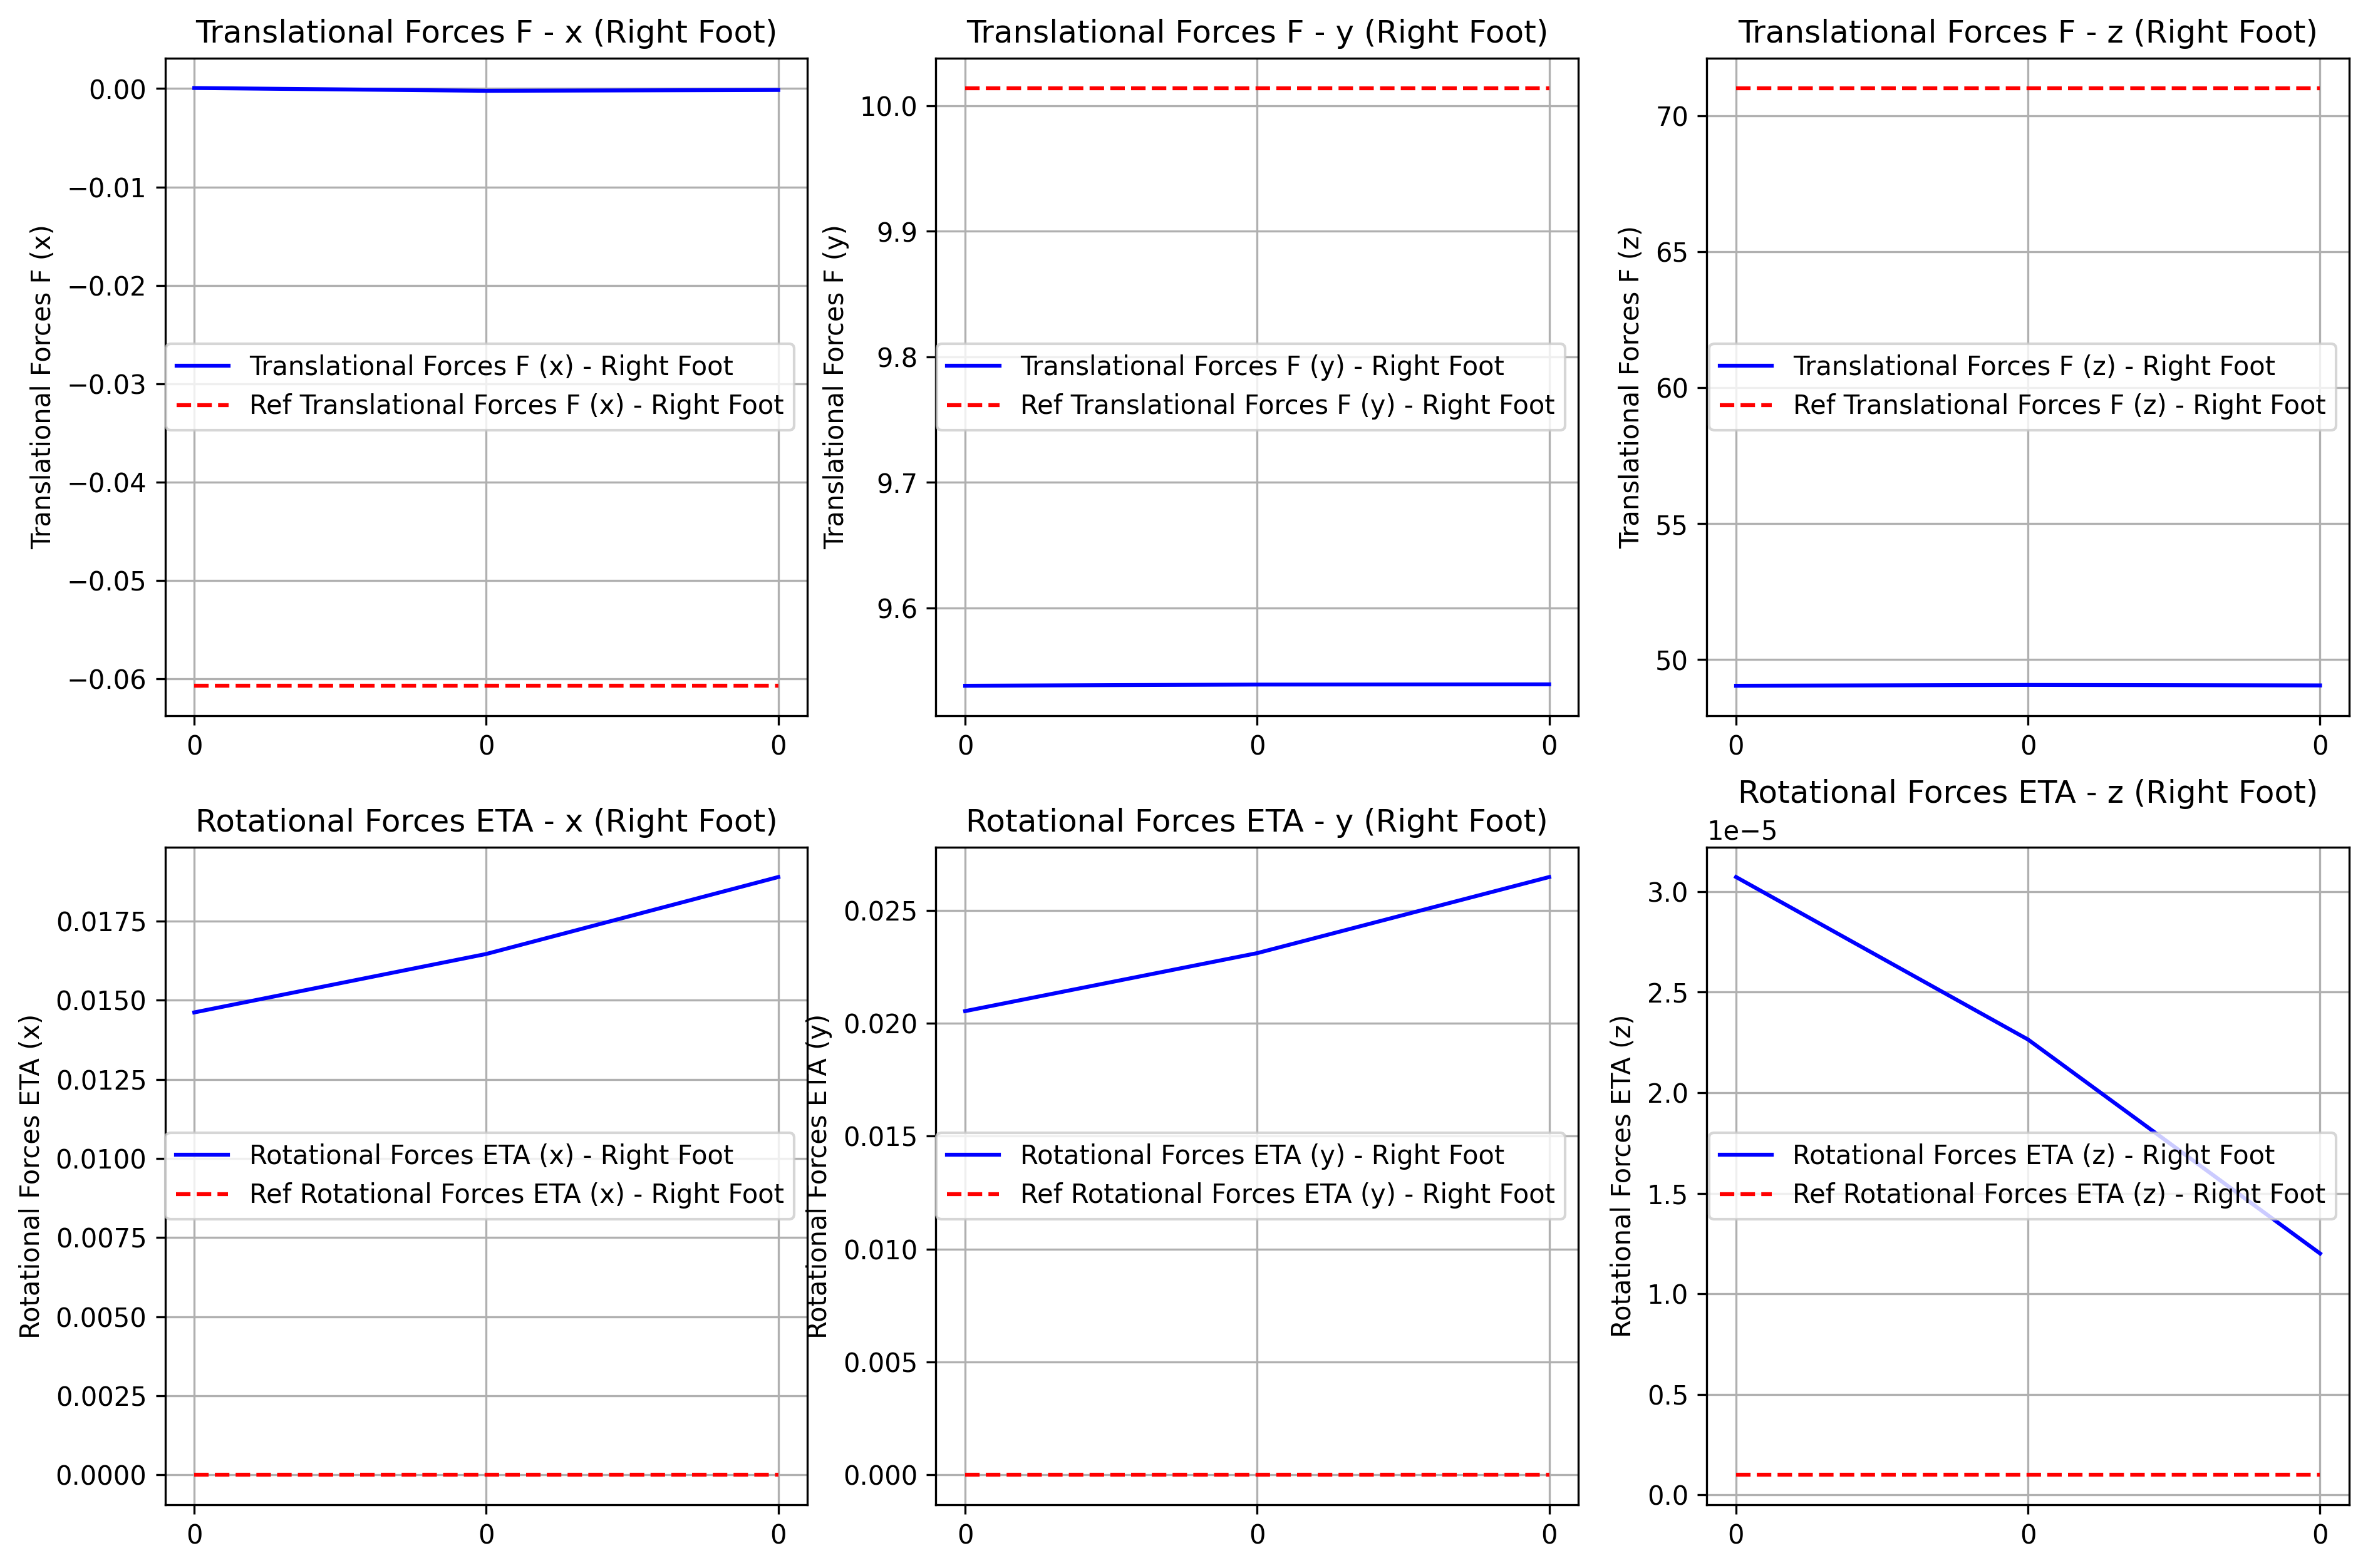 Translational Forces F - x (Right Foot)
Translational Forces F (x)
0.00
−0.01
−0.02
−0.03
−0.04
−0.05
−0.06
Translational Forces F (x) - Right Foot
Ref Translational Forces F (x) - Right Foot
0 0 0
Translational Forces F - y (Right Foot)
Translational Forces F (y)
10.0
9.9
9.8
9.7
9.6
Translational Forces F (y) - Right Foot
Ref Translational Forces F (y) - Right Foot
0 0 0
Translational Forces F - z (Right Foot)
Translational Forces F (z)
70
65
60
55
50
Translational Forces F (z) - Right Foot
Ref Translational Forces F (z) - Right Foot
0 0 0
Rotational Forces ETA - x (Right Foot)
Rotational Forces ETA (x)
0.0175
0.0150
0.0125
0.0100
0.0075
0.0050
0.0025
0.0000
Rotational Forces ETA (x) - Right Foot
Ref Rotational Forces ETA (x) - Right Foot
0 0 0
Rotational Forces ETA - y (Right Foot)
Rotational Forces ETA (y)
0.025
0.020
0.015
0.010
0.005
0.000
Rotational Forces ETA (y) - Right Foot
Ref Rotational Forces ETA (y) - Right Foot
0 0 0
Rotational Forces ETA - z (Right Foot)
1e−5
Rotational Forces ETA (z)
3.0
2.5
2.0
1.5
1.0
0.5
0.0
Rotational Forces ETA (z) - Right Foot
Ref Rotational Forces ETA (z) - Right Foot
0 0 0